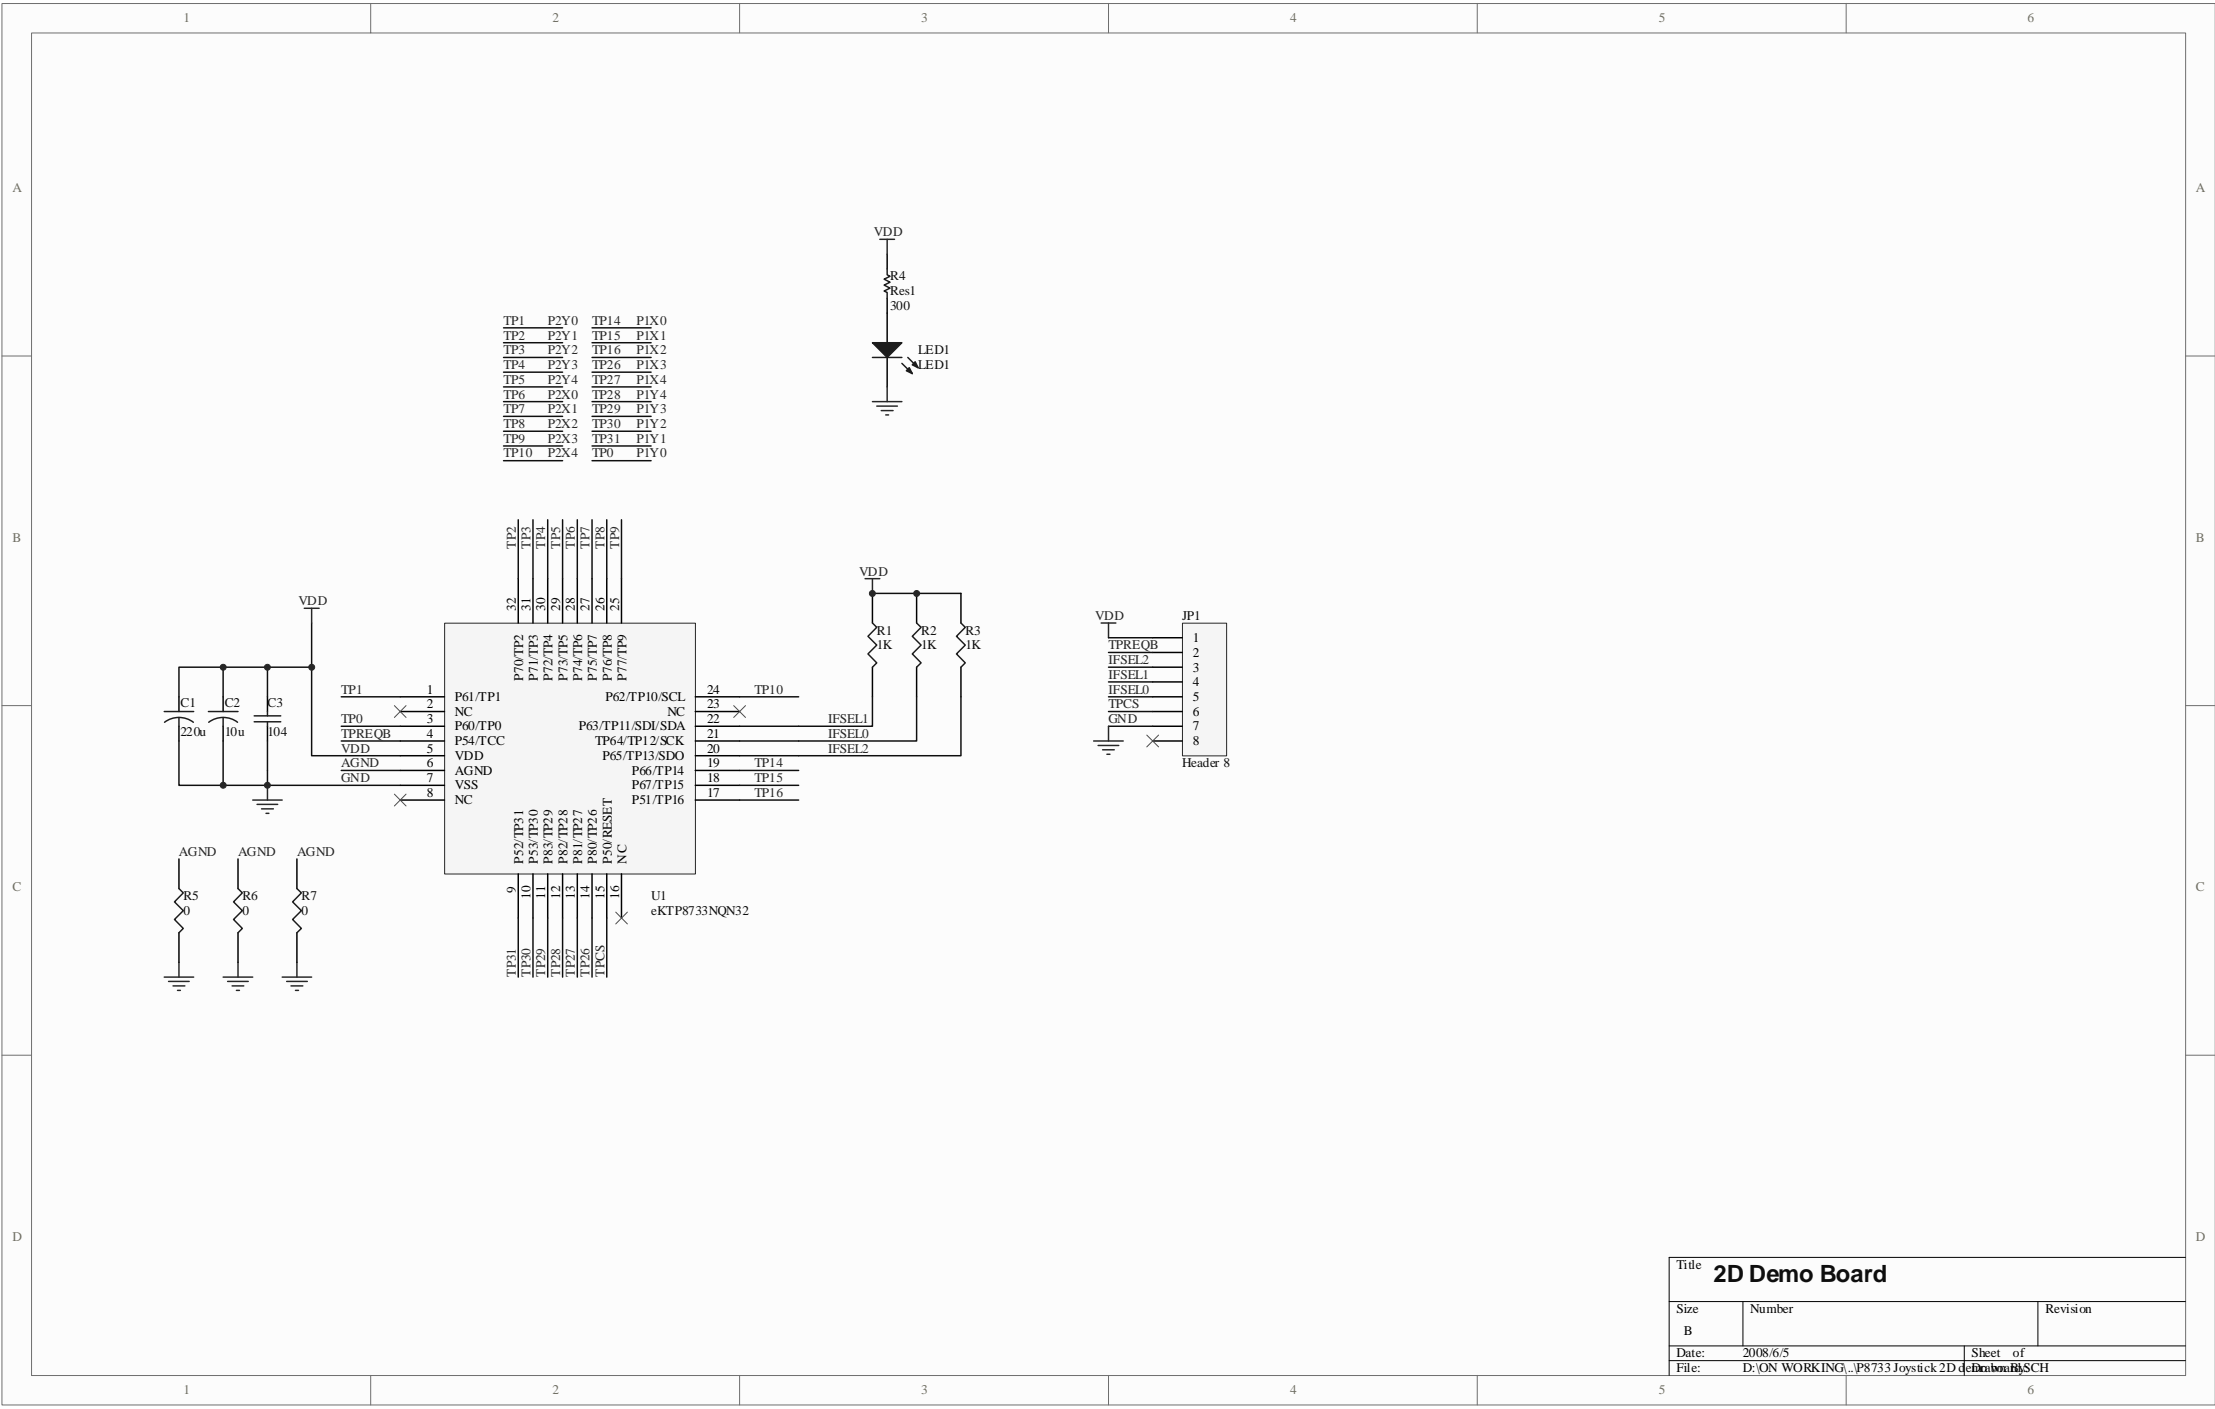 1 2 3 4 5 6
A A
VDD
R4
Res1
300
LED1
LED1
TP1 P2Y0 TP14 P1X0
TP2 P2Y1 TP15 P1X1
TP3 P2Y2 TP16 P1X2
TP4 P2Y3 TP26 P1X3
TP5 P2Y4 TP27 P1X4
TP6 P2X0 TP28 P1Y4
TP7 P2X1 TP29 P1Y3
TP8 P2X2 TP30 P1Y2
TP9 P2X3 TP31 P1Y1
TP10 P2X4 TP0 P1Y0
B B
TP2 TP3 TP4 TP5 TP6 TP7 TP8 TP9
32 31 30 29 28 27 26 25
P70/TP2 P71/TP3 P72/TP4 P73/TP5 P74/TP6 P75/TP7 P76/TP8 P77/TP9
VDD
C1 C2 C3
220u 10u 104
TP1 1 P61/TP1
2 NC
TP0 3 P60/TP0
TPREQB 4 P54/TCC
VDD 5 VDD
AGND 6 AGND
GND 7 VSS
8 NC
P62/TP10/SCL 24 TP10
NC 23
P63/TP11/SDI/SDA 22 IFSEL1
TP64/TP12/SCK 21 IFSEL0
P65/TP13/SDO 20 IFSEL2
P66/TP14 19 TP14
P67/TP15 18 TP15
P51/TP16 17 TP16
P52/TP31 P53/TP30 P83/TP29 P82/TP28 P81/TP27 P80/TP26 P50/RESET NC
9 10 11 12 13 14 15 16
TP31 TP30 TP29 TP28 TP27 TP26 TPCS
U1
eKTP8733NQN32
VDD
R1 R2 R3
1K 1K 1K
VDD JP1
1
TPREQB 2
IFSEL2 3
IFSEL1 4
IFSEL0 5
TPCS 6
GND 7
8
Header 8
AGND AGND AGND
R5 R6 R7
0 0 0
C C
D D
Title 2D Demo Board
Size Number Revision
B
Date: 2008/6/5 Sheet of
File: D:\ON WORKING\..\P8733 Joystick 2D
1 2 3 4 5 6